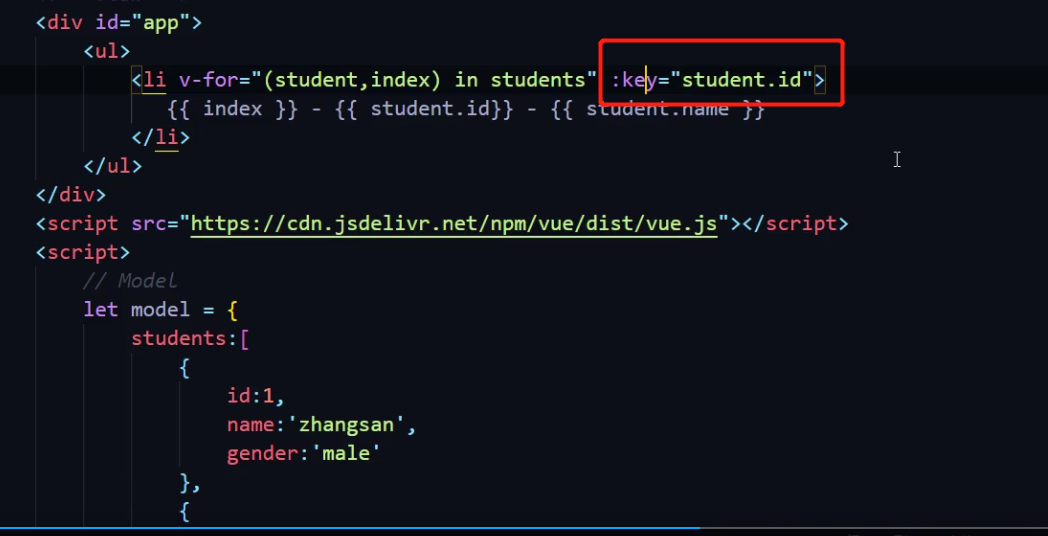 <div id="app">
<ul>
<li v-for="(student,index) in students" :key="student.id">
{{ index }} - {{ student.id}} - {{ student.name }}
</li>
</ul>
</div>
<script src="https://cdn.jsdelivr.net/npm/vue/dist/vue.js"></script>
<script>
// Model
let model = {
students:[
{
id:1,
name:'zhangsan',
gender:'male'
},
{